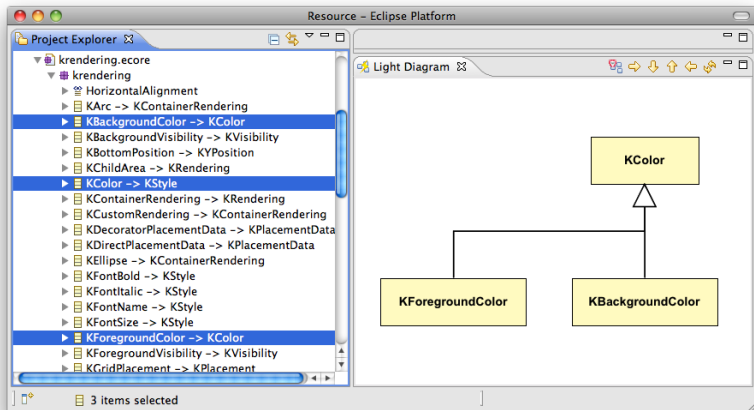 Resource - Eclipse Platform
Project Explorer
krendering.ecore
krendering
HorizontalAlignment
KArc -> KContainerRendering
KBackgroundColor -> KColor
KBackgroundVisibility -> KVisibility
KBottomPosition -> KYPosition
KChildArea -> KRendering
KColor -> KStyle
KContainerRendering -> KRendering
KCustomRendering -> KContainerRendering
KDecoratorPlacementData -> KPlacementData
KDirectPlacementData -> KPlacementData
KEllipse -> KContainerRendering
KFontBold -> KStyle
KFontItalic -> KStyle
KFontName -> KStyle
KFontSize -> KStyle
KForegroundColor -> KColor
KForegroundVisibility -> KVisibility
KGridPlacement -> KPlacement
Light Diagram
KColor
KForegroundColor
KBackgroundColor
3 items selected